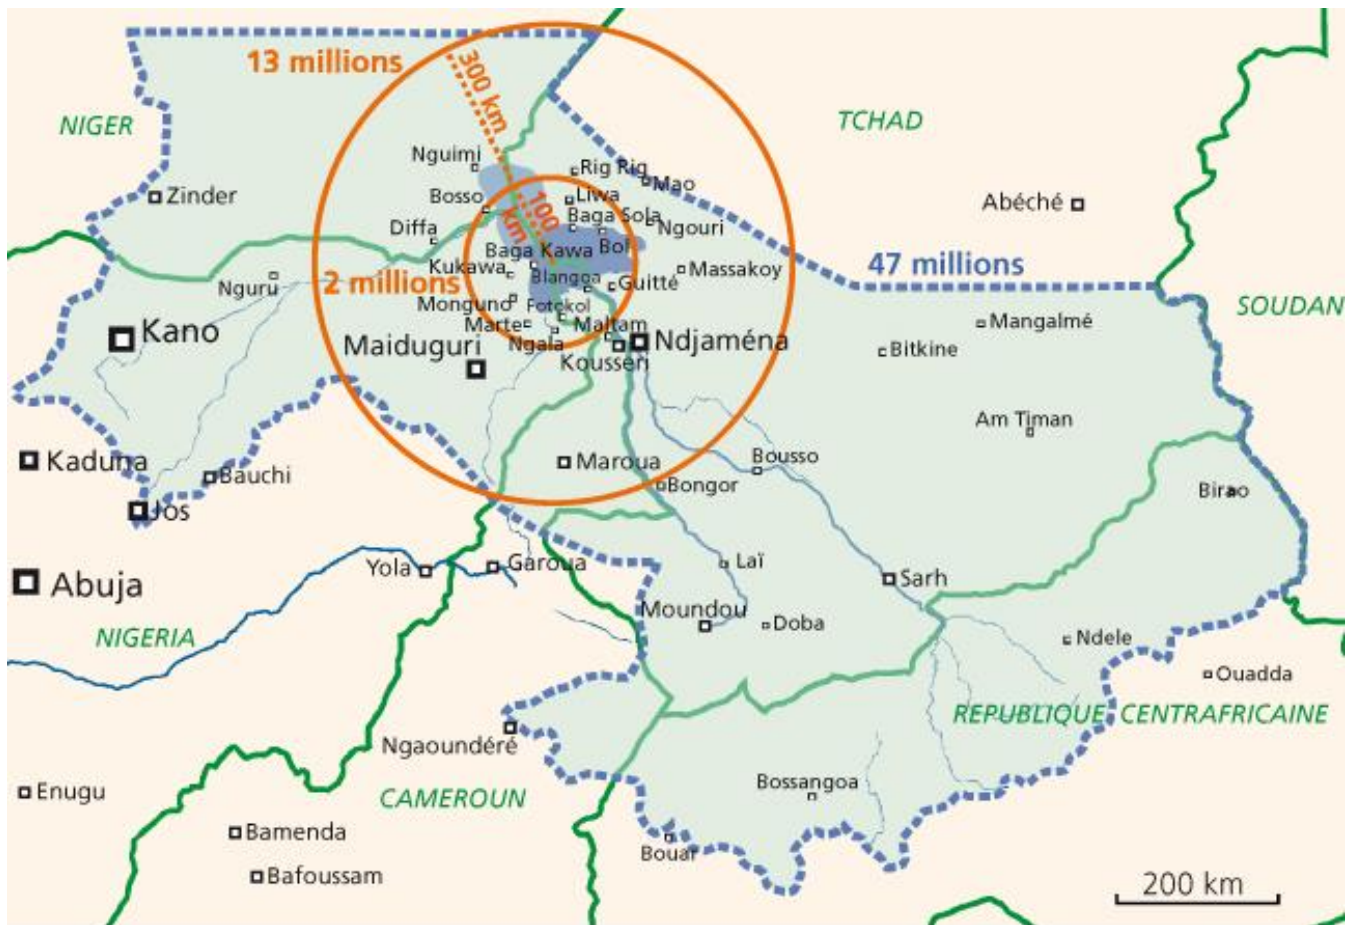 13 millions
300 km
NIGER
TCHAD
Nguimi
Rig Rig
Mao
Zinder
Bosso
100
km
Liwa
Abéché
Diffa
Baga Sola
Ngouri
Baga Kawa
Bol
Kukawa
Massakoy
47 millions
Nguru
2 millions
Blangoa
Guitté
Monguno
Fotokol
SOUDAN
Kano
Marte
Maltam
Mangalmé
Maiduguri
Ngala
Ndjaména
Bitkine
Kousseri
Am Timan
Kaduna
Bauchi
Maroua
Bousso
Bongor
Birao
Jos
Abuja
Yola
Garoua
Laï
Sarh
NIGERIA
Moundou
Doba
Ndele
Ouadda
REPUBLIQUE CENTRAFRICAINE
Ngaoundéré
Enugu
CAMEROUN
Bossangoa
Bamenda
Bouar
Bafoussam
200 km